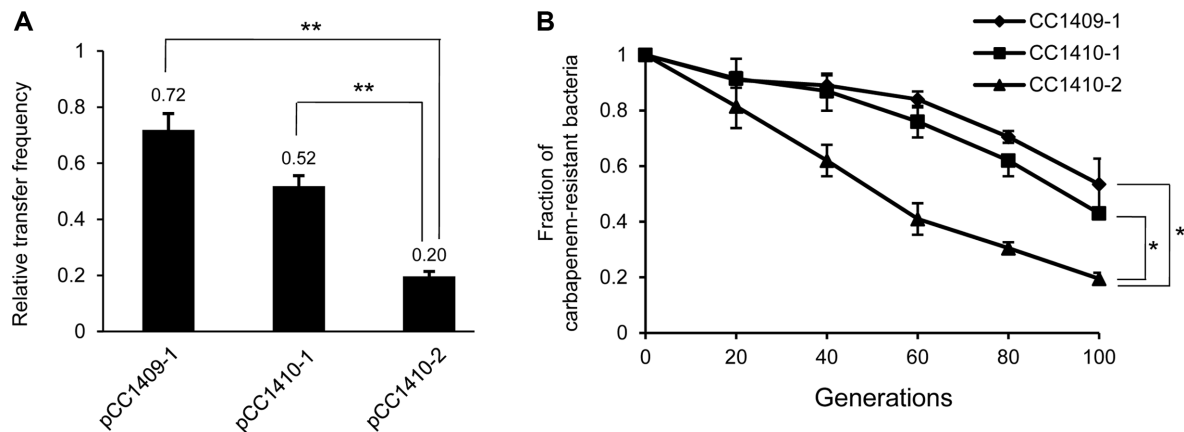 A
**
**
Relative transfer frequency
1
0.8
0.6
0.4
0.2
0
0.72
0.52
0.20
pCC1409-1
pCC1410-1
pCC1410-2
B
CC1409-1
CC1410-1
CC1410-2
Fraction of
carbapenem-resistant bacteria
1
0.8
0.6
0.4
0.2
0
*
*
0 20 40 60 80 100
Generations